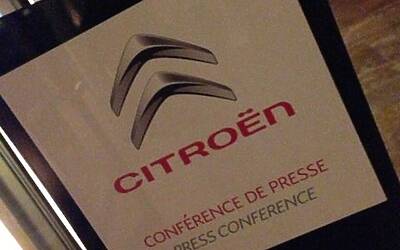 CITROËN
CONFÉRENCE DE PRESSE
PRESS CONFERENCE